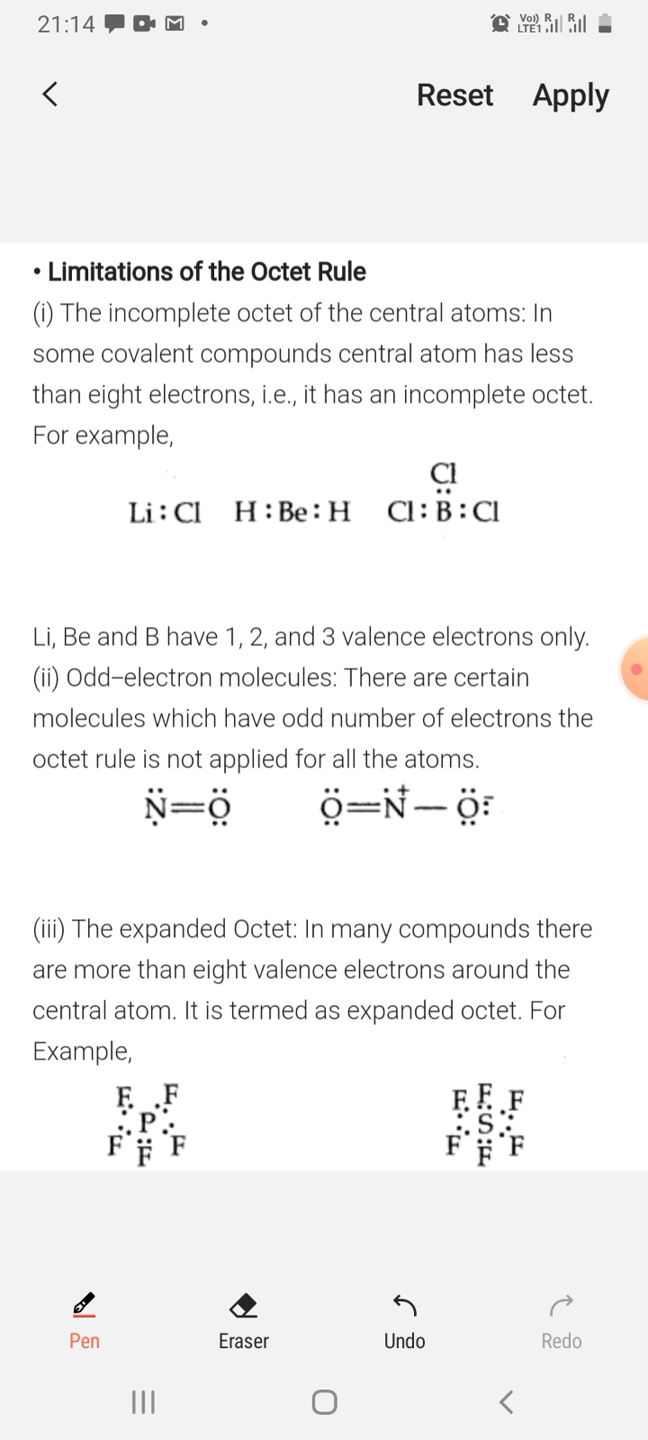 21:14 Vo)) LTE1 R R
Reset Apply
• Limitations of the Octet Rule
(i) The incomplete octet of the central atoms: In
some covalent compounds central atom has less
than eight electrons, i.e., it has an incomplete octet.
For example,
Cl
Li : Cl H : Be : H Cl : B̈ : Cl
Li, Be and B have 1, 2, and 3 valence electrons only.
(ii) Odd-electron molecules: There are certain
molecules which have odd number of electrons the
octet rule is not applied for all the atoms.
N=O O=N⁺—O⁻
(iii) The expanded Octet: In many compounds there
are more than eight valence electrons around the
central atom. It is termed as expanded octet. For
Example,
F F F F F
P S
F F F F F F
Pen Eraser Undo Redo